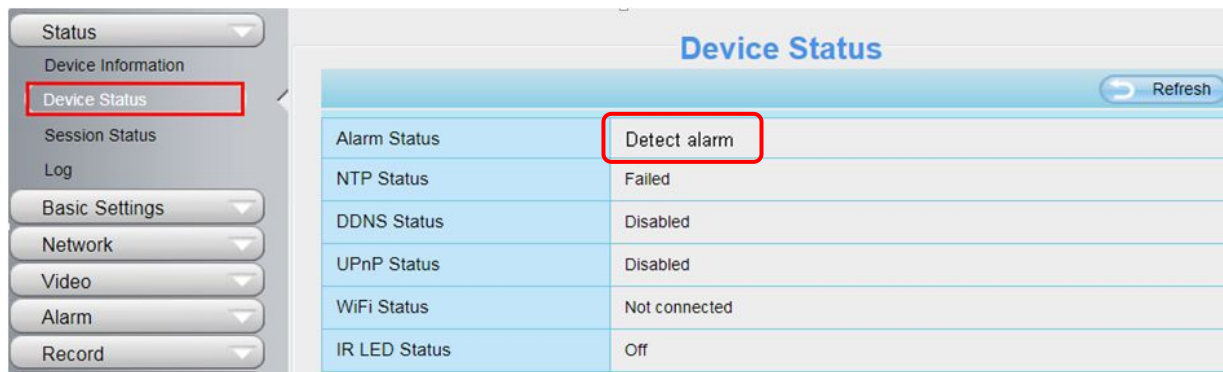 Status
Device Information
Device Status
Session Status
Log
Basic Settings
Network
Video
Alarm
Record
Device Status
Refresh
Alarm Status Detect alarm
NTP Status Failed
DDNS Status Disabled
UPnP Status Disabled
WiFi Status Not connected
IR LED Status Off